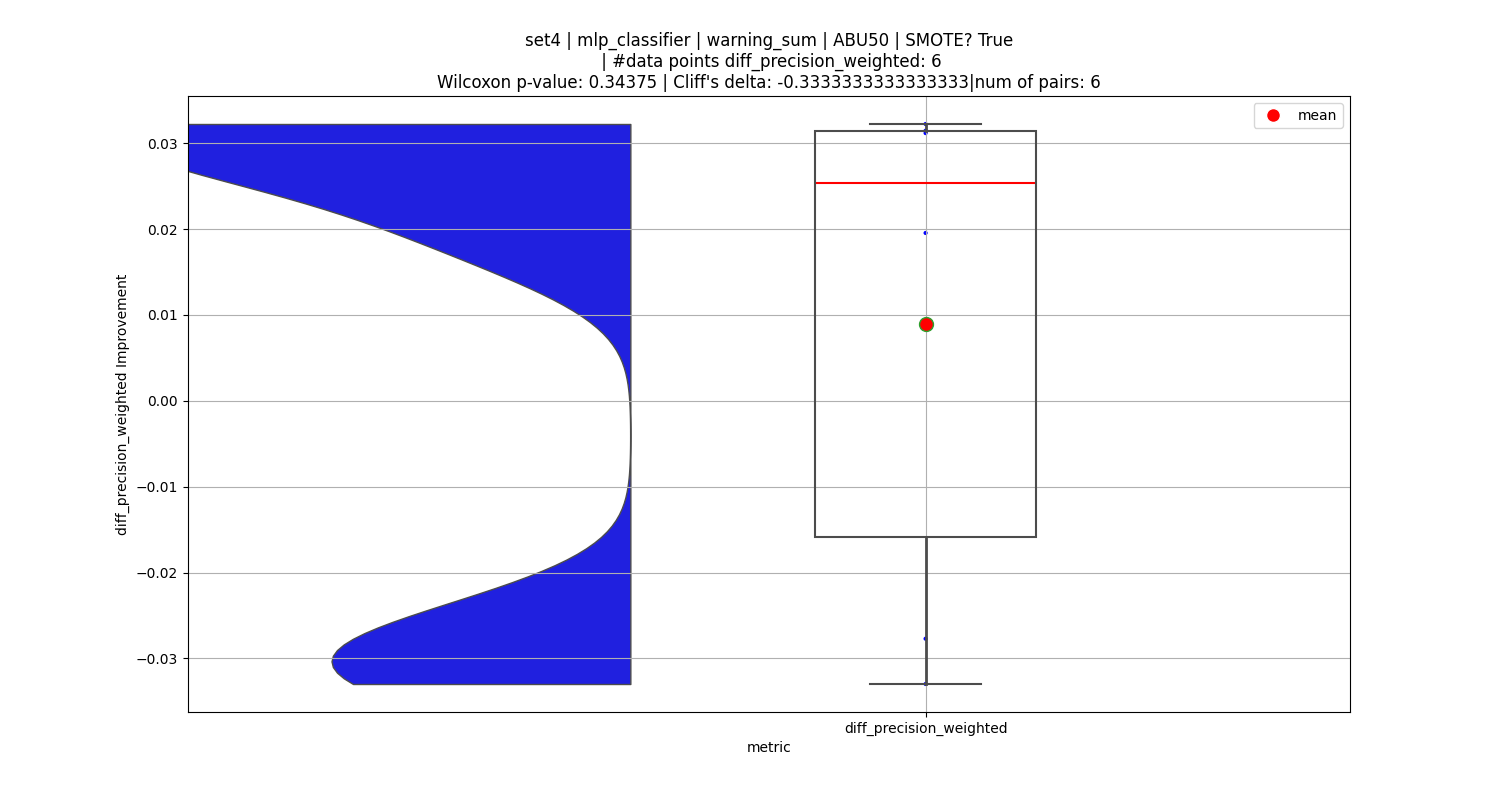 set4 | mlp_classifier | warning_sum | ABU50 | SMOTE? True
| #data points diff_precision_weighted: 6
Wilcoxon p-value: 0.34375 | Cliff's delta: -0.3333333333333333|num of pairs: 6
mean
diff_precision_weighted Improvement
0.03
0.02
0.01
0.00
−0.01
−0.02
−0.03
diff_precision_weighted
metric